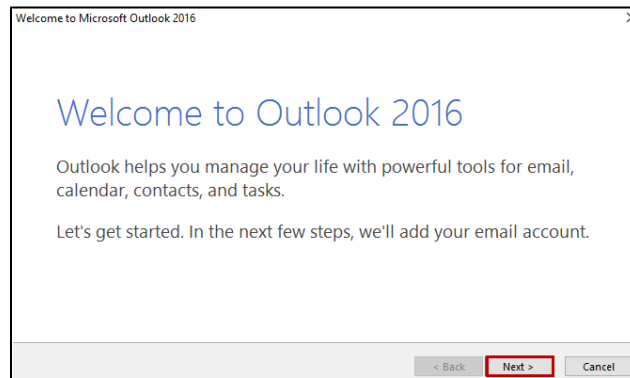 Welcome to Microsoft Outlook 2016
Welcome to Outlook 2016
Outlook helps you manage your life with powerful tools for email,
calendar, contacts, and tasks.
Let's get started. In the next few steps, we'll add your email account.
< Back Next > Cancel